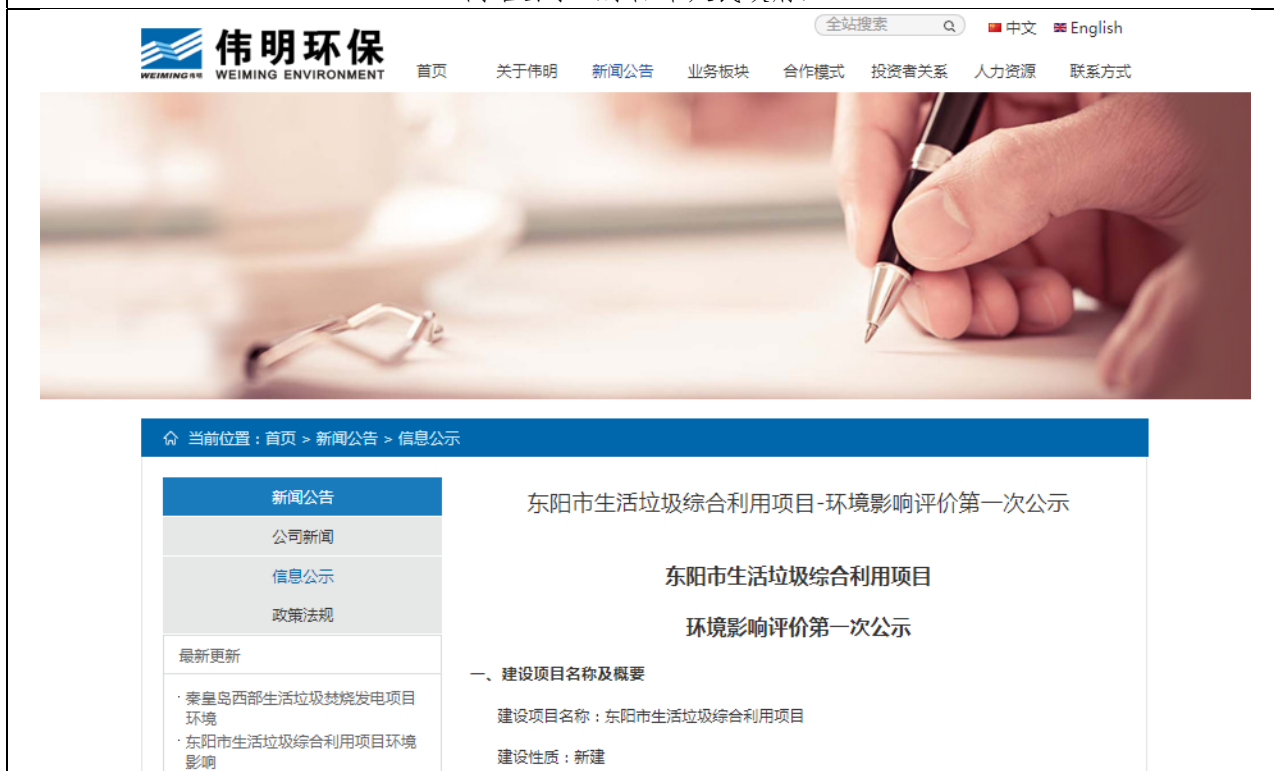 全站搜索
中文
English
伟明环保
WEIMING ENVIRONMENT
WEIMING伟明
首页
关于伟明
新闻公告
业务板块
合作模式
投资者关系
人力资源
联系方式
当前位置：首页 > 新闻公告 > 信息公示
新闻公告
公司新闻
信息公示
政策法规
最新更新
· 秦皇岛西部生活垃圾焚烧发电项目
环境
· 东阳市生活垃圾综合利用项目环境
影响
东阳市生活垃圾综合利用项目-环境影响评价第一次公示
东阳市生活垃圾综合利用项目
环境影响评价第一次公示
一、建设项目名称及概要
建设项目名称：东阳市生活垃圾综合利用项目
建设性质：新建